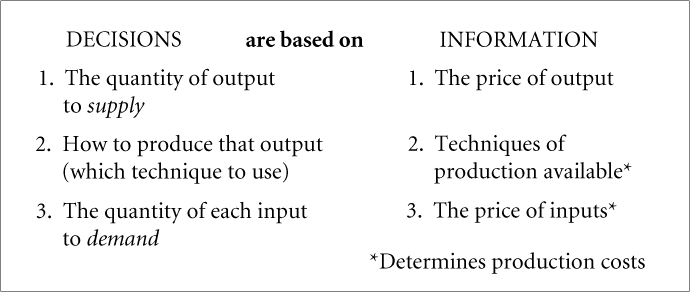 DECISIONS are based on INFORMATION
1. The quantity of output
to supply
1. The price of output
2. How to produce that output
(which technique to use)
2. Techniques of
production available*
3. The quantity of each input
to demand
3. The price of inputs*
*Determines production costs